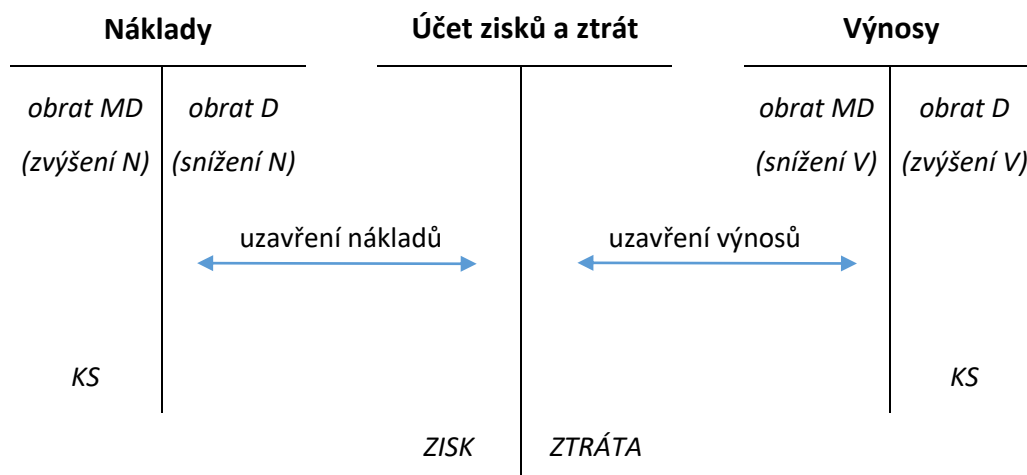 Náklady Účet zisků a ztrát Výnosy
obrat MD obrat D obrat MD obrat D
(zvýšení N) (snížení N) (snížení V) (zvýšení V)
uzavření nákladů uzavření výnosů
KS KS
ZISK ZTRÁTA